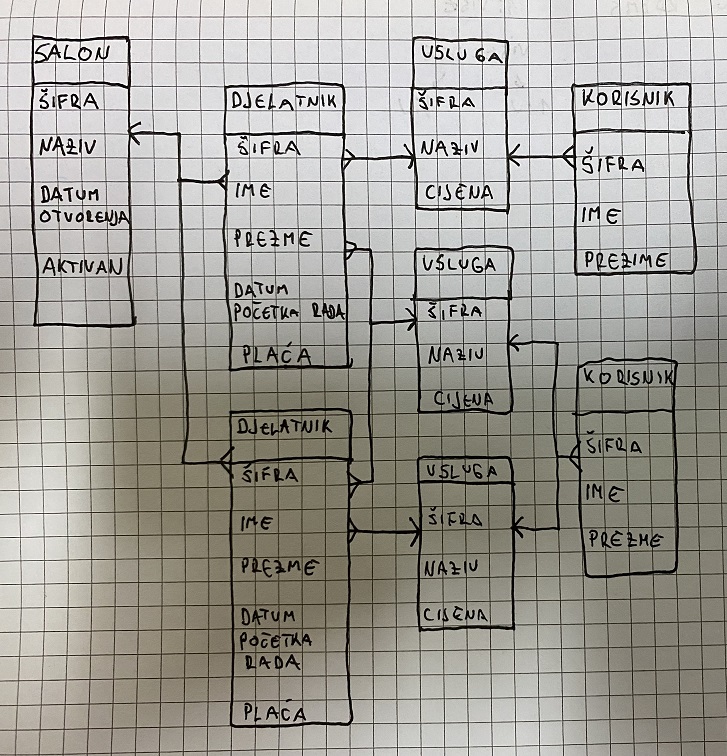 SALON
ŠIFRA
NAZIV
DATUM
OTVORENJA
AKTIVAN
DJELATNIK
ŠIFRA
IME
PREZME
DATUM
POČETKA RADA
PLAĆA
DJELATNIK
ŠIFRA
IME
PREZME
DATUM
POČETKA
RADA
PLAĆA
USLUGA
ŠIFRA
NAZIV
CIJENA
USLUGA
ŠIFRA
NAZIV
CIJENA
USLUGA
ŠIFRA
NAZIV
CIJENA
KORISNIK
ŠIFRA
IME
PREZIME
KORISNIK
ŠIFRA
IME
PREZME